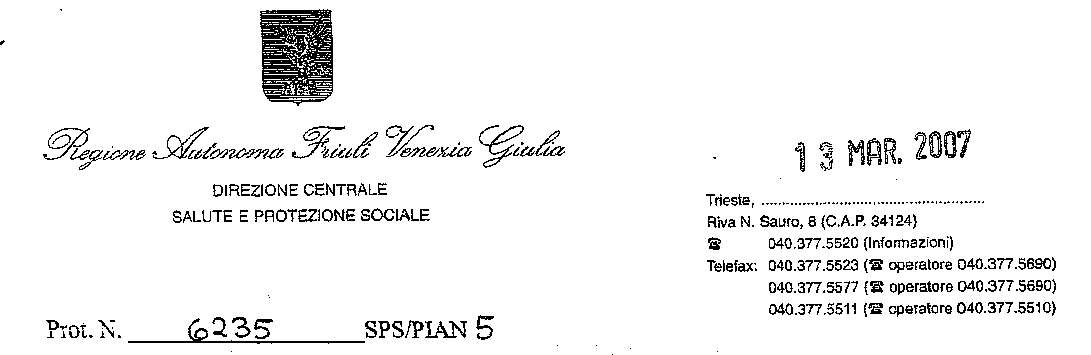 Regione Autonoma Friuli Venezia Giulia
DIREZIONE CENTRALE
SALUTE E PROTEZIONE SOCIALE
13 MAR. 2007
Trieste, ....................................................
Riva N. Sauro, 8 (C.A.P. 34124)
☎ 040.377.5520 (Informazioni)
Telefax: 040.377.5523 (☎ operatore 040.377.5690)
040.377.5577 (☎ operatore 040.377.5690)
040.377.5511 (☎ operatore 040.377.5510)
Prot. N. 6235 SPS/PIAN 5